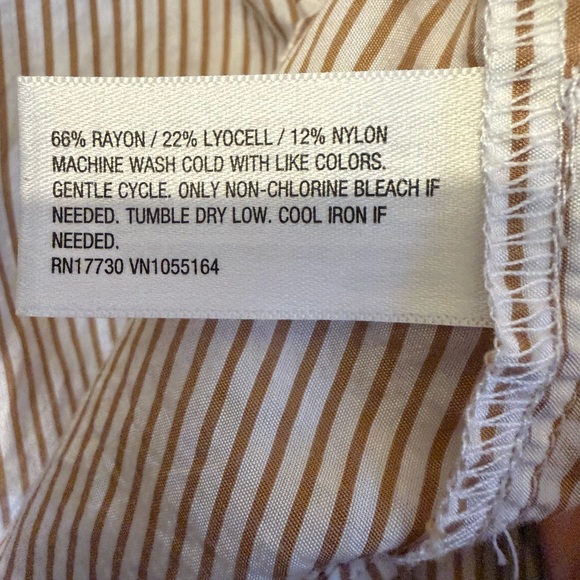 66% RAYON / 22% LYOCELL / 12% NYLON
MACHINE WASH COLD WITH LIKE COLORS.
GENTLE CYCLE. ONLY NON-CHLORINE BLEACH IF
NEEDED. TUMBLE DRY LOW. COOL IRON IF
NEEDED.
RN17730 VN1055164